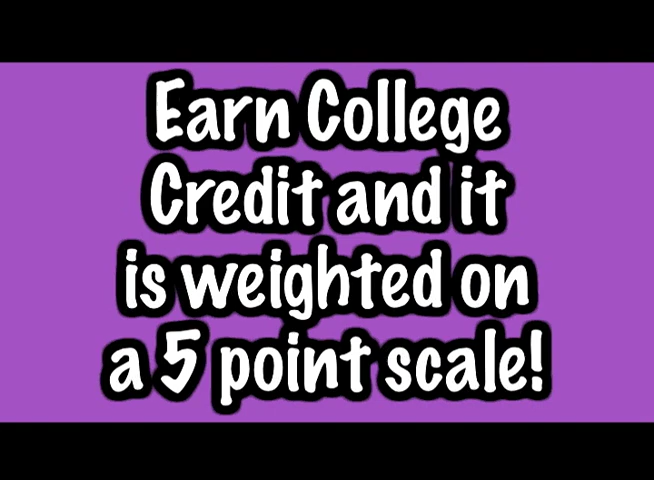 Earn College
Credit and it
is weighted on
a 5 point scale!